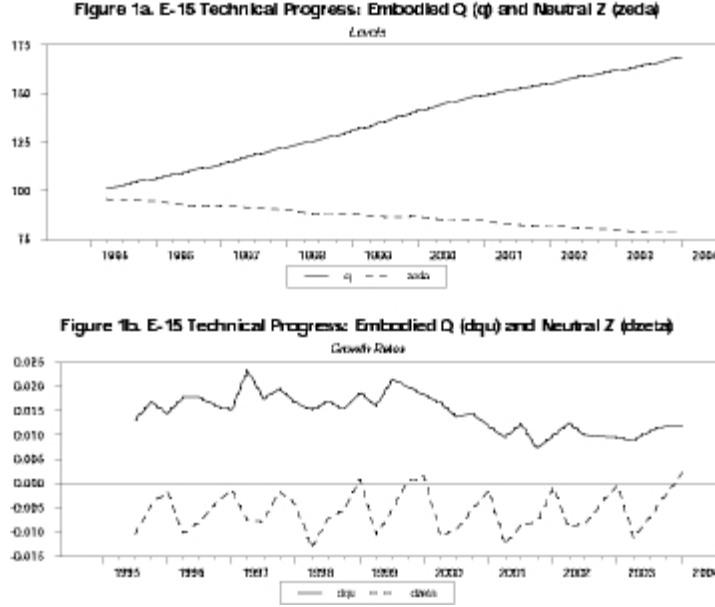 Figure 1a. E-15 Technical Progress: Embodied Q (q) and Neutral Z (zeda)
Levels
175
150
125
100
75
1995 1996 1997 1998 1999 2000 2001 2002 2003 2004
q zeda
Figure 1b. E-15 Technical Progress: Embodied Q (dqu) and Neutral Z (dzeta)
Growth Rates
0.025
0.020
0.015
0.010
0.005
0.000
-0.005
-0.010
-0.015
1995 1996 1997 1998 1999 2000 2001 2002 2003 2004
dqu dzeta